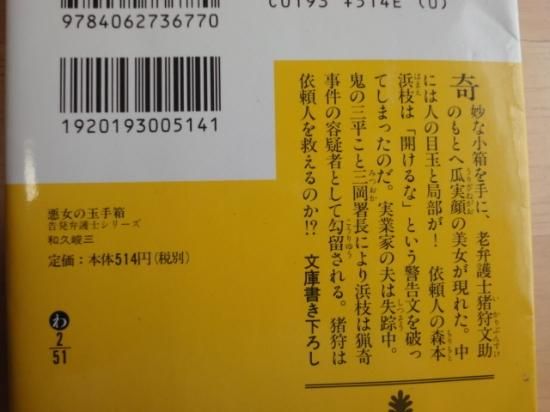 9784062736770
C0193 ¥514E (0)
1920193005141
悪女の玉手箱
告発弁護士シリーズ
和久峻三
定価：本体514円（税別）
わ
2
51
奇妙な小箱を手に、老弁護士猪狩文助
のもとへ瓜実顔の美女が現れた。中
には人の目玉と局部が！　依頼人の森本
浜枝は「開けるな」という警告文を破っ
てしまったのだ。実業家の夫は失踪中。
鬼の三平こと三岡署長により浜枝は猟奇
事件の容疑者として勾留される。猪狩は
依頼人を救えるのか!?　文庫書き下ろし